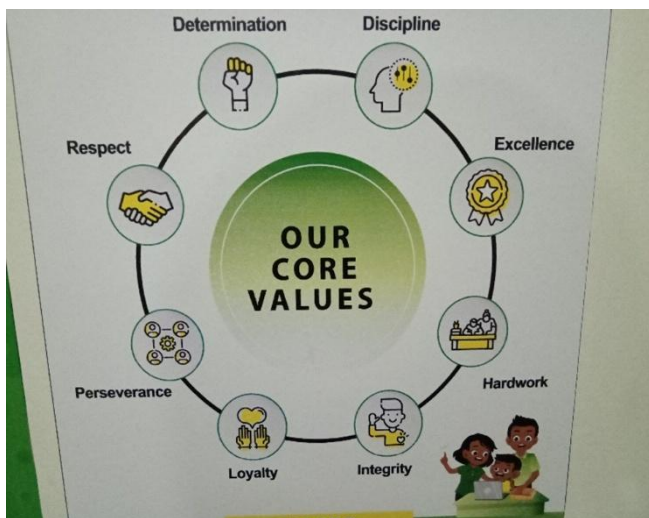 Determination
Discipline
Respect
Excellence
OUR
CORE
VALUES
Perseverance
Hardwork
Loyalty
Integrity